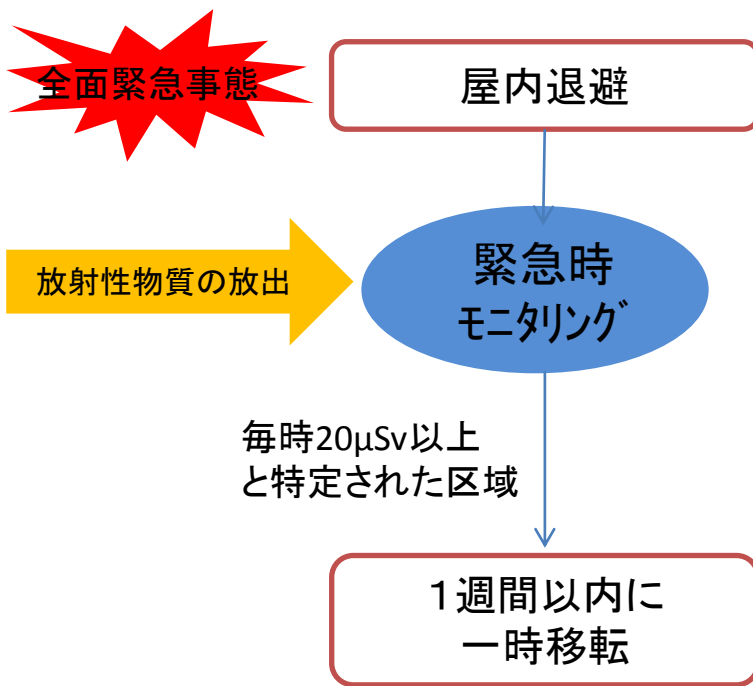 全面緊急事態
屋内退避
放射性物質の放出
緊急時
ﾓﾆﾀﾘﾝｸﾞ
毎時20μSv以上
と特定された区域
１週間以内に
一時移転